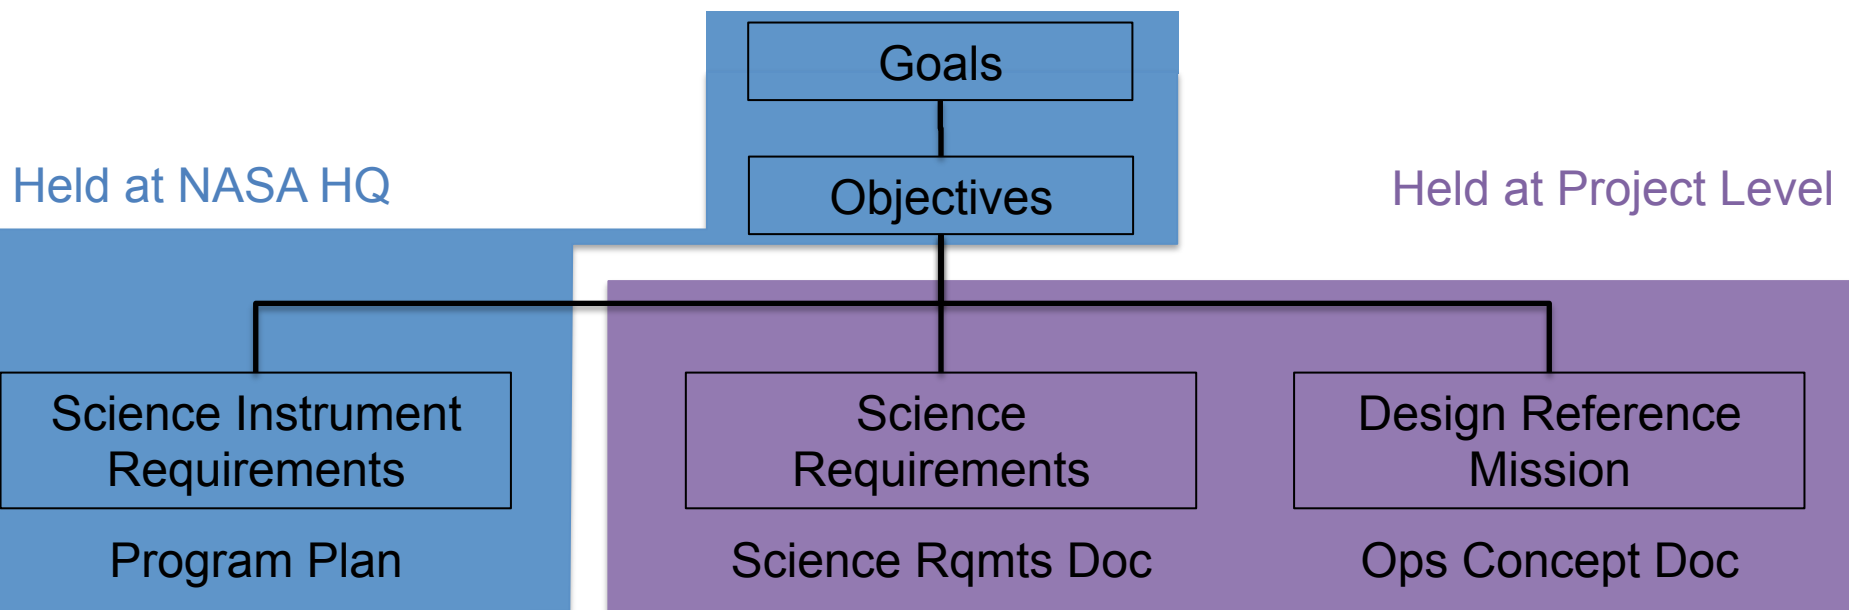 Goals
Held at NASA HQ
Objectives
Held at Project Level
Science Instrument
Requirements
Science
Requirements
Design Reference
Mission
Program Plan
Science Rqmts Doc
Ops Concept Doc